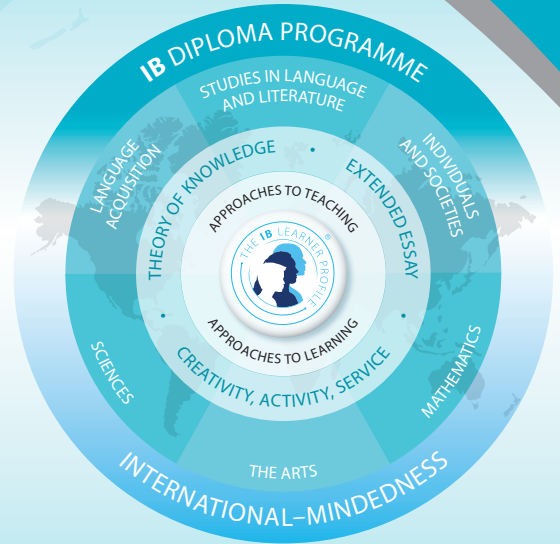 IB DIPLOMA PROGRAMME
STUDIES IN LANGUAGE
AND LITERATURE
LANGUAGE
ACQUISITION
INDIVIDUALS
AND SOCIETIES
THEORY OF KNOWLEDGE •
EXTENDED ESSAY •
APPROACHES TO TEACHING
THE IB LEARNER PROFILE®
APPROACHES TO LEARNING
CREATIVITY, ACTIVITY, SERVICE •
SCIENCES
MATHEMATICS
THE ARTS
INTERNATIONAL–MINDEDNESS